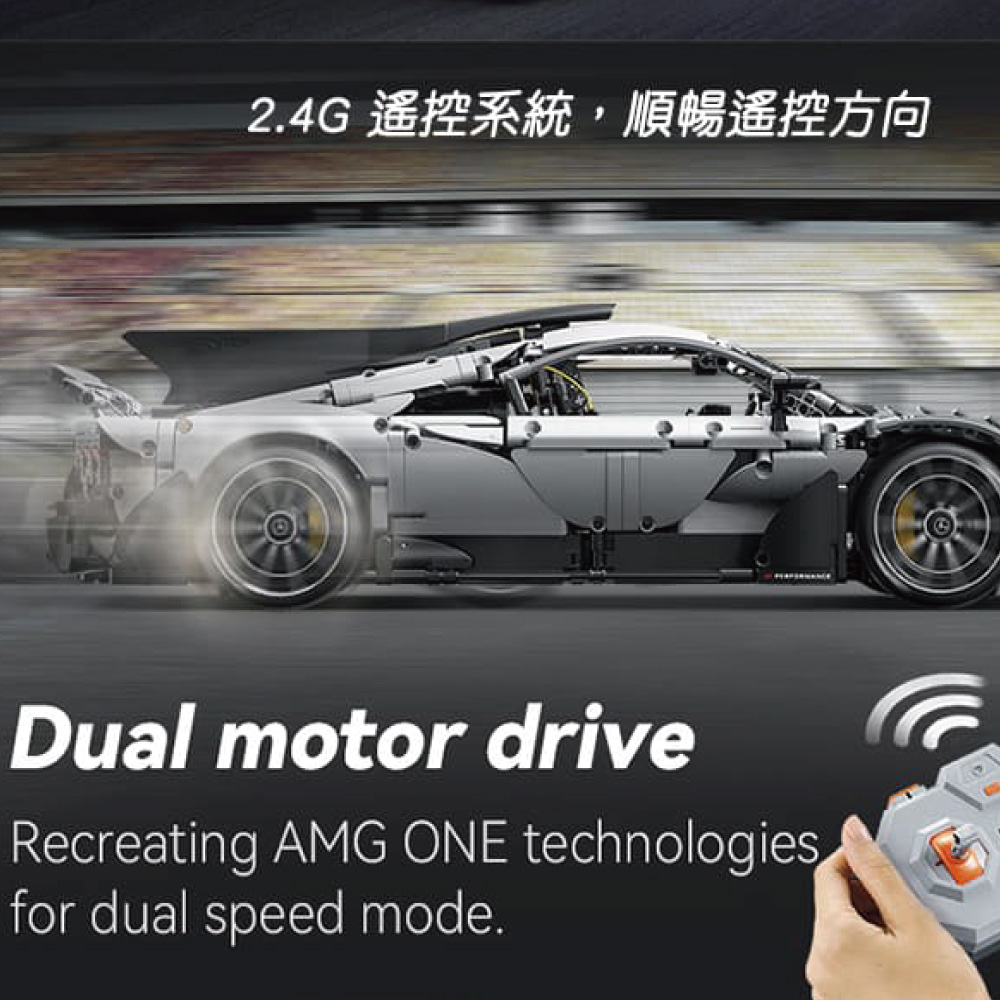 2.4G 遙控系統，順暢遙控方向
PERFORMANCE
Dual motor drive
Recreating AMG ONE technologies
for dual speed mode.